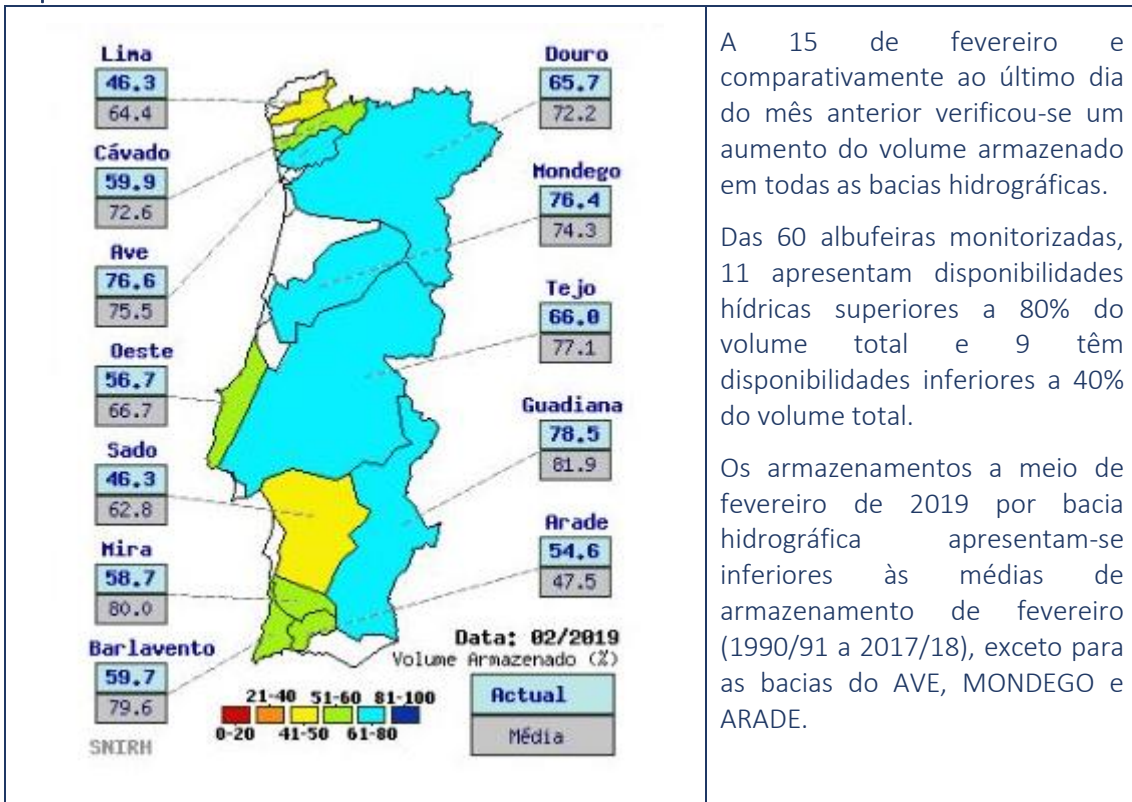 Lima
46.3
64.4
Cávado
59.9
72.6
Ave
76.6
75.5
Oeste
56.7
66.7
Sado
46.3
62.8
Mira
58.7
80.0
Barlavento
59.7
79.6
SNIRH
Douro
65.7
72.2
Mondego
76.4
74.3
Tejo
66.0
77.1
Guadiana
78.5
81.9
Arade
54.6
47.5
Data: 02/2019
Volume Armazenado (%)
21-40 51-60 81-100
0-20 41-50 61-80
Actual
Média
A 15 de fevereiro e
comparativamente ao último dia
do mês anterior verificou-se um
aumento do volume armazenado
em todas as bacias hidrográficas.
Das 60 albufeiras monitorizadas,
11 apresentam disponibilidades
hídricas superiores a 80% do
volume total e 9 têm
disponibilidades inferiores a 40%
do volume total.
Os armazenamentos a meio de
fevereiro de 2019 por bacia
hidrográfica apresentam-se
inferiores às médias de
armazenamento de fevereiro
(1990/91 a 2017/18), exceto para
as bacias do AVE, MONDEGO e
ARADE.